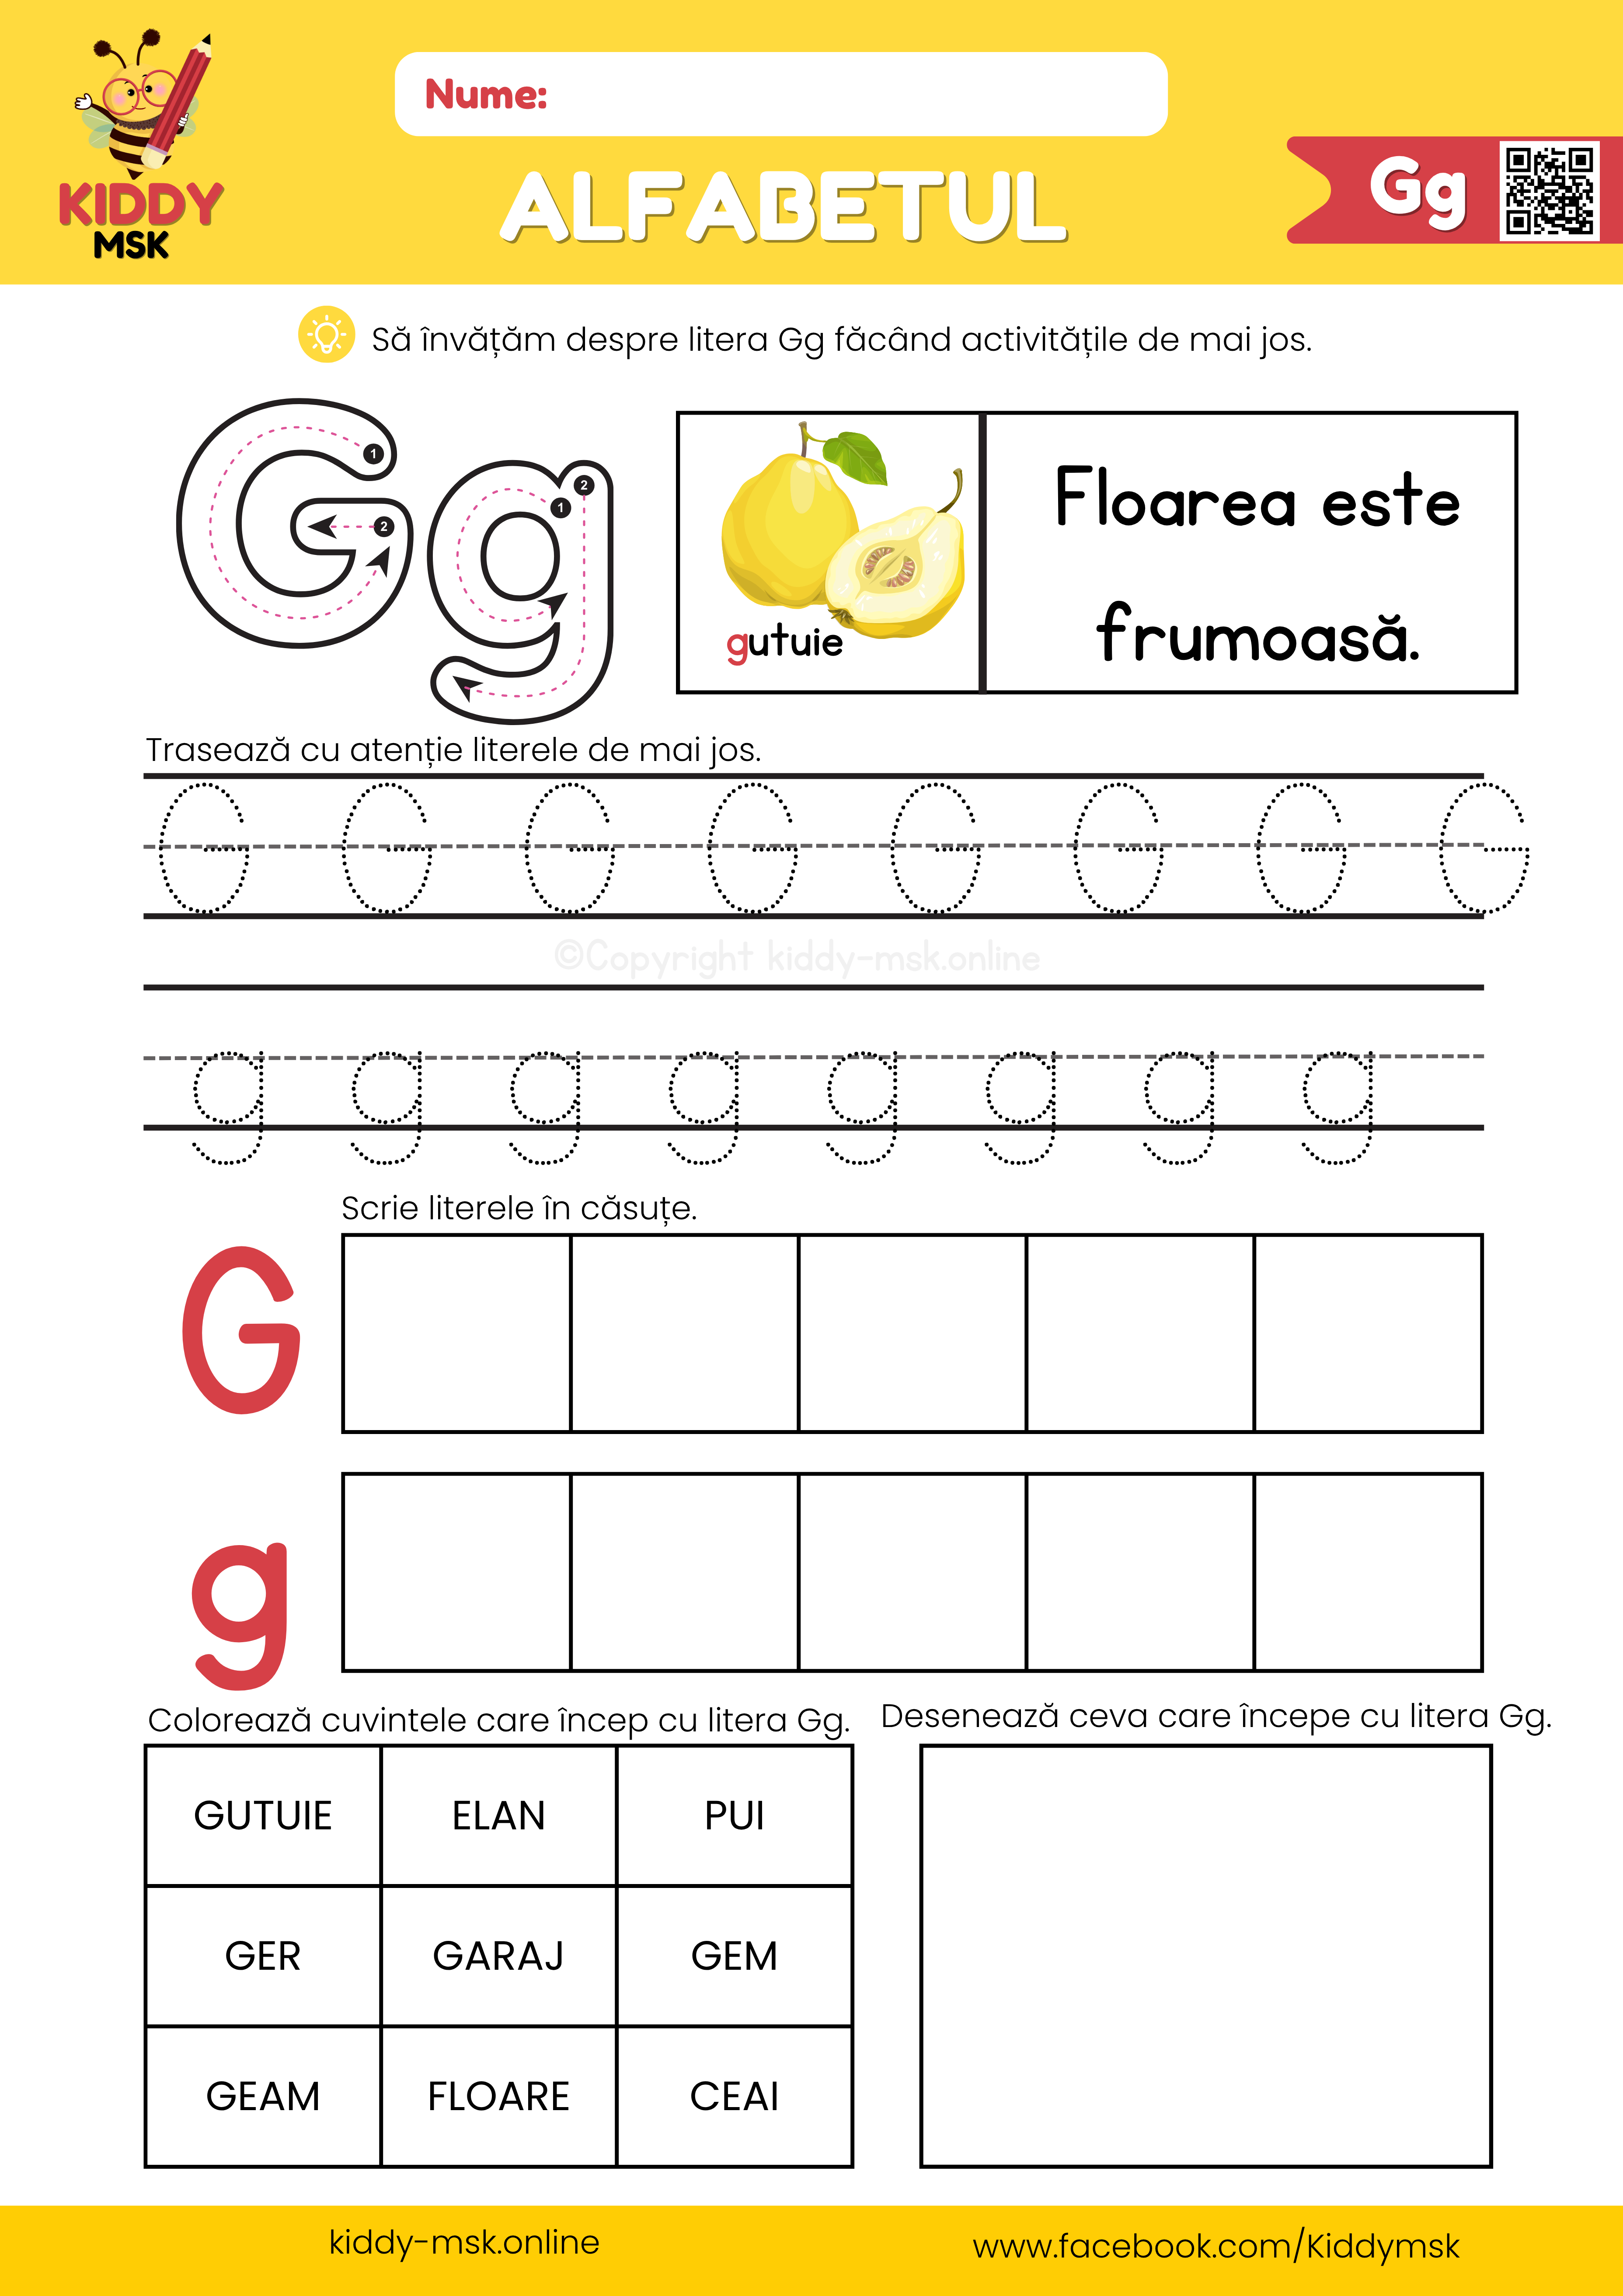 KIDDY
MSK
Nume:
ALFABETUL
Gg
Să învățăm despre litera Gg făcând activitățile de mai jos.
G g
1
2
1
2
gutuie
Floarea este
frumoasă.
Trasează cu atenție literele de mai jos.
G G G G G G G G
©Copyright kiddy-msk.online
g g g g g g g g
Scrie literele în căsuțe.
G
g
Colorează cuvintele care încep cu litera Gg.
GUTUIE ELAN PUI
GER GARAJ GEM
GEAM FLOARE CEAI
Desenează ceva care începe cu litera Gg.
kiddy-msk.online
www.facebook.com/Kiddymsk